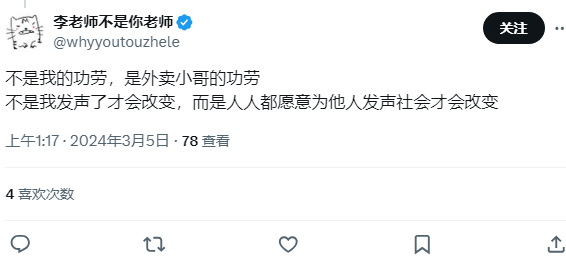 李老师不是你老师
@whyyoutouzhele
关注
不是我的功劳，是外卖小哥的功劳
不是我发声了才会改变，而是人人都愿意为他人发声社会才会改变
上午1:17 · 2024年3月5日 · 78 查看
4 喜欢次数